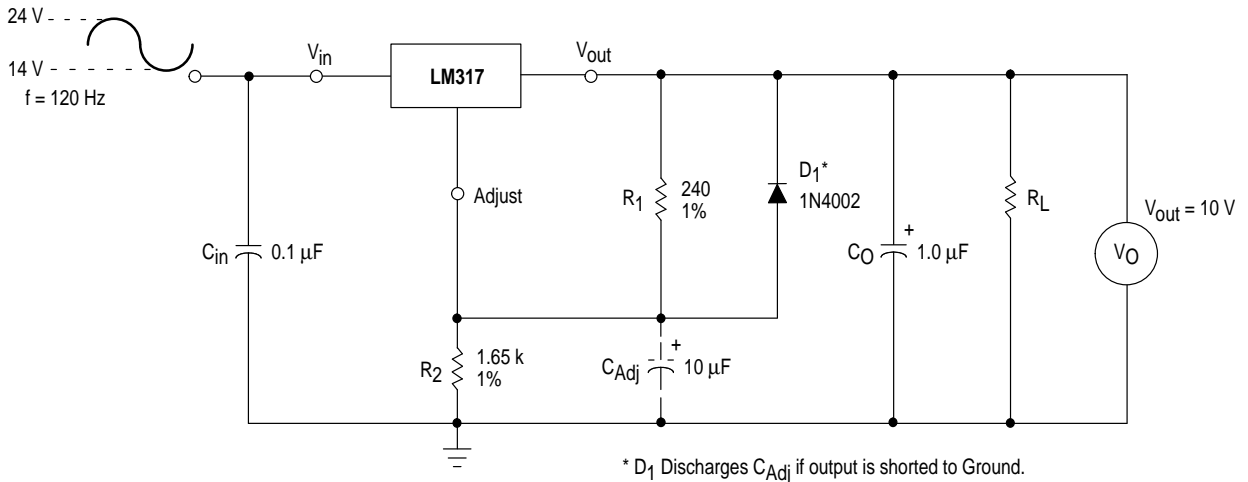 24 V
14 V
f = 120 Hz
Vin
LM317
Vout
Adjust
Cin
0.1 μF
R1
240
1%
D1*
1N4002
CO
+
1.0 μF
RL
Vout = 10 V
VO
R2
1.65 k
1%
CAdj
+
10 μF
* D1 Discharges CAdj if output is shorted to Ground.